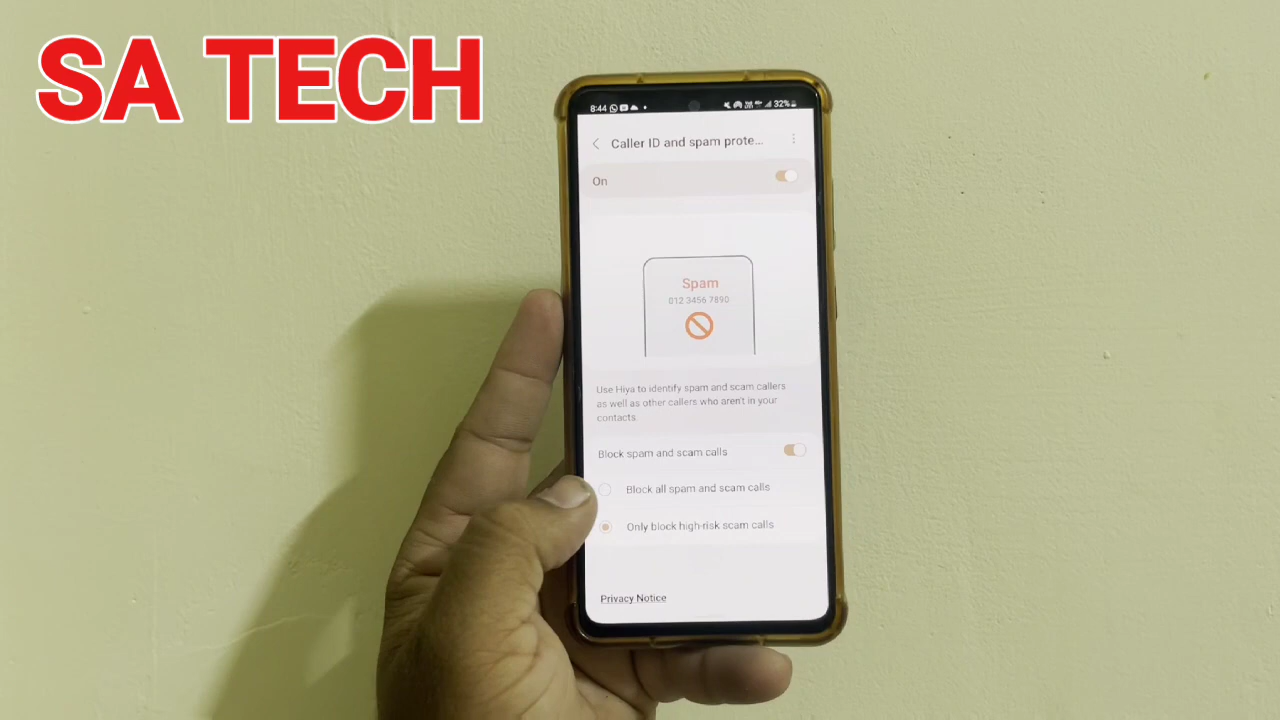 SA TECH
8:44 32%
Caller ID and spam prote...
On
Spam
012 3456 7890
Use Hiya to identify spam and scam callers
as well as other callers who aren't in your
contacts.
Block spam and scam calls
Block all spam and scam calls
Only block high-risk scam calls
Privacy Notice